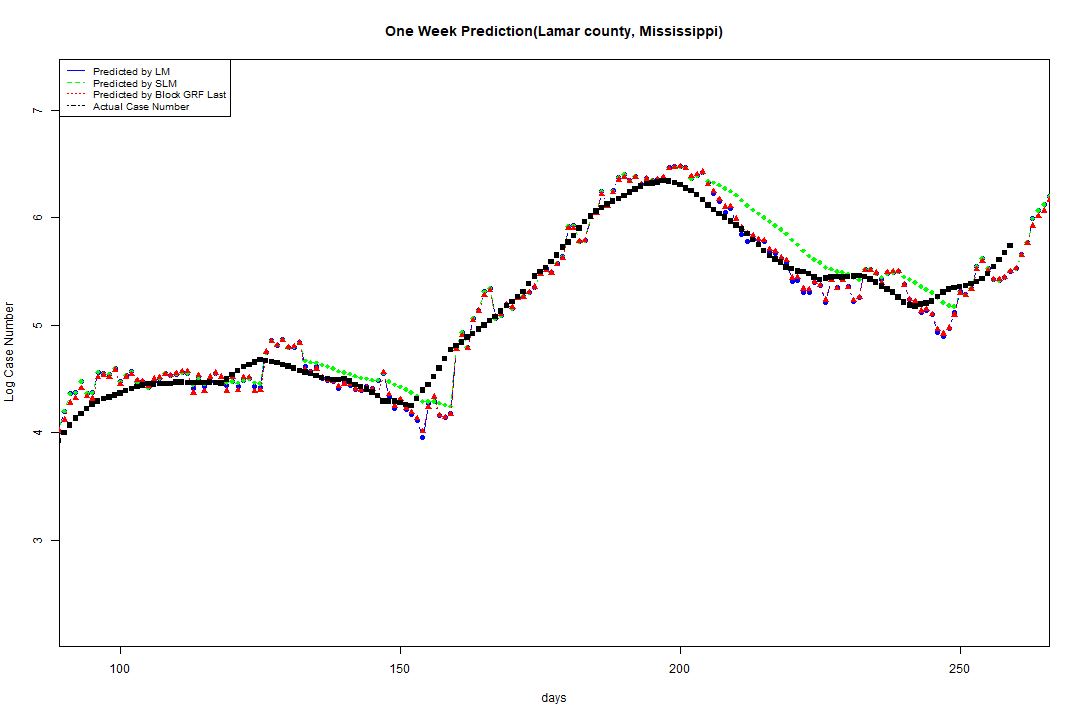 One Week Prediction(Lamar county, Mississippi)
Predicted by LM
Predicted by SLM
Predicted by Block GRF Last
Actual Case Number
7
6
5
4
3
Log Case Number
100 150 200 250
days